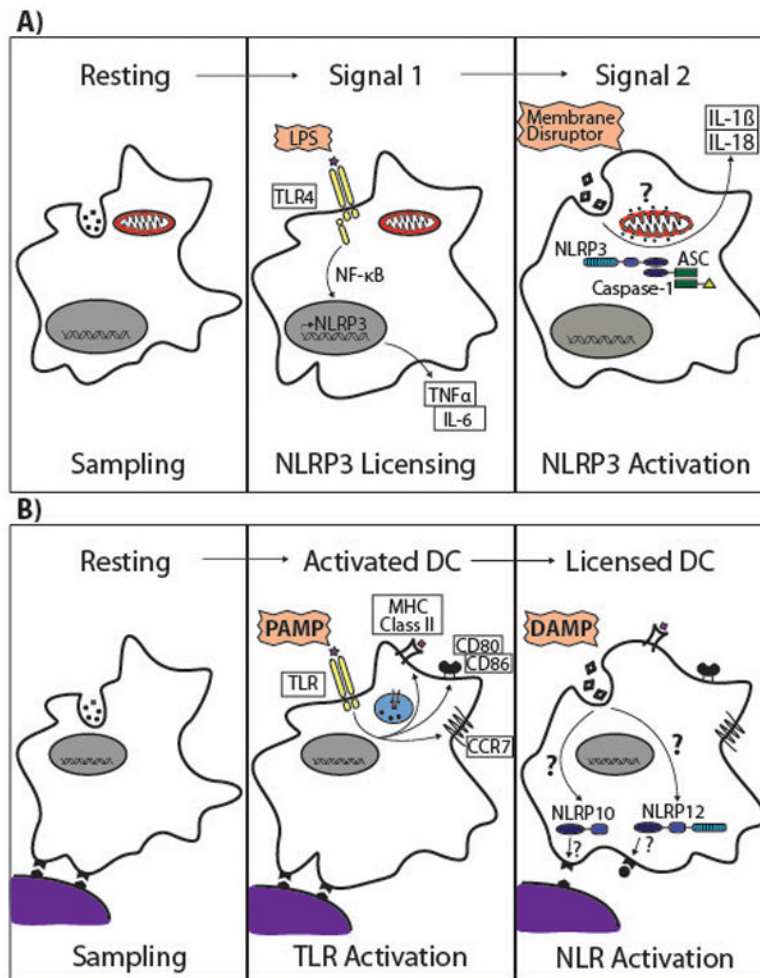 A)
Resting
Signal 1
Signal 2
LPS
TLR4
NF-κB
NLRP3
TNFα
IL-6
Membrane
Disruptor
IL-1ß
IL-18
?
NLRP3
ASC
Caspase-1
Sampling
NLRP3 Licensing
NLRP3 Activation
B)
Resting
Activated DC
Licensed DC
PAMP
TLR
MHC
Class II
CD80
CD86
CCR7
DAMP
?
?
NLRP10
NLRP12
?
?
Sampling
TLR Activation
NLR Activation